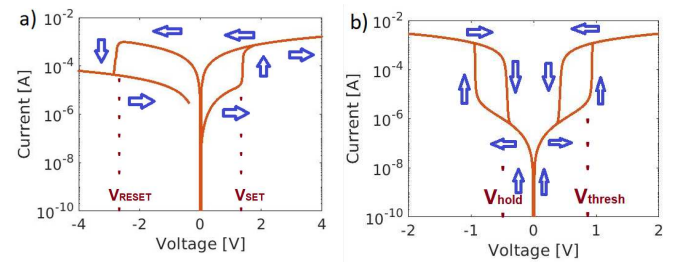 a)
Current [A]
10^-2
10^-4
10^-6
10^-8
10^-10
V_RESET
V_SET
-4
-2
0
2
4
Voltage [V]
b)
Current [A]
10^-2
10^-4
10^-6
10^-8
10^-10
V_hold
V_thresh
-2
-1
0
1
2
Voltage [V]